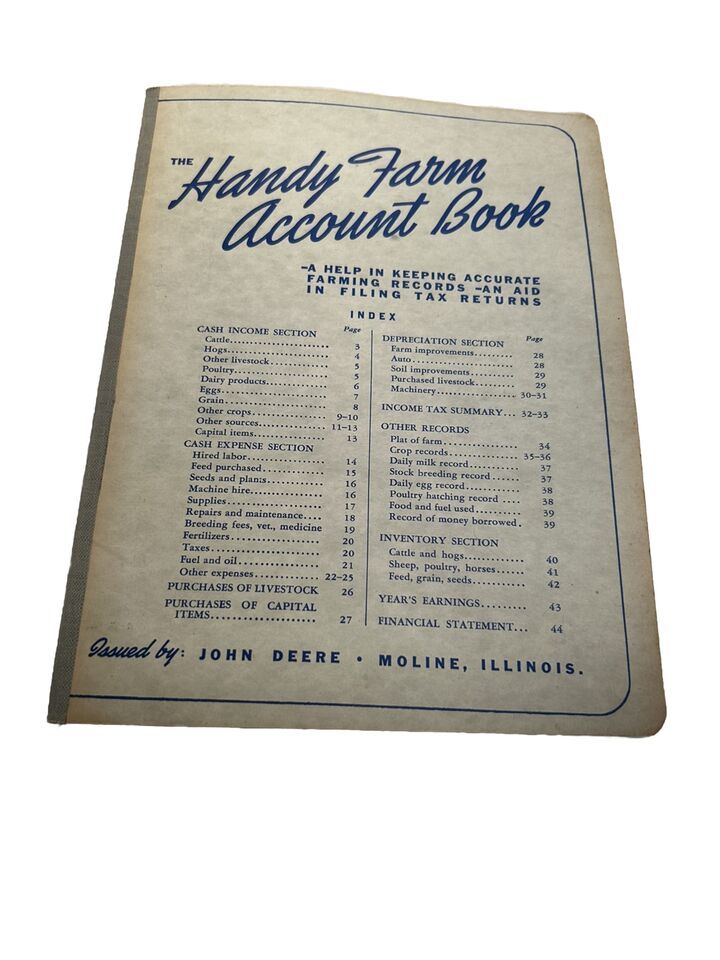 THE Handy Farm
Account Book
–A HELP IN KEEPING ACCURATE
FARMING RECORDS –AN AID
IN FILING TAX RETURNS
INDEX
CASH INCOME SECTION Page
Cattle........................ 3
Hogs........................ 4
Other livestock................ 5
Poultry...................... 5
Dairy products................ 6
Eggs........................ 7
Grain........................ 8
Other crops.................. 9–10
Other sources................ 11–13
Capital items.................. 13
CASH EXPENSE SECTION
Hired labor.................. 14
Feed purchased................ 15
Seeds and plants.............. 16
Machine hire.................. 16
Supplies...................... 17
Repairs and maintenance.... 18
Breeding fees, vet., medicine 19
Fertilizers.................... 20
Taxes........................ 20
Fuel and oil.................. 21
Other expenses .............. 22–25
PURCHASES OF LIVESTOCK 26
PURCHASES OF CAPITAL
ITEMS.................... 27
DEPRECIATION SECTION Page
Farm improvements.......... 28
Auto........................ 28
Soil improvements............ 29
Purchased livestock.......... 29
Machinery.................. 30–31
INCOME TAX SUMMARY... 32–33
OTHER RECORDS
Plat of farm.................. 34
Crop records................ 35–36
Daily milk record............ 37
Stock breeding record ...... 37
Daily egg record............ 38
Poultry hatching record .... 38
Food and fuel used.......... 39
Record of money borrowed. 39
INVENTORY SECTION
Cattle and hogs.............. 40
Sheep, poultry, horses...... 41
Feed, grain, seeds.......... 42
YEAR'S EARNINGS......... 43
FINANCIAL STATEMENT... 44
Issued by: JOHN DEERE • MOLINE, ILLINOIS.